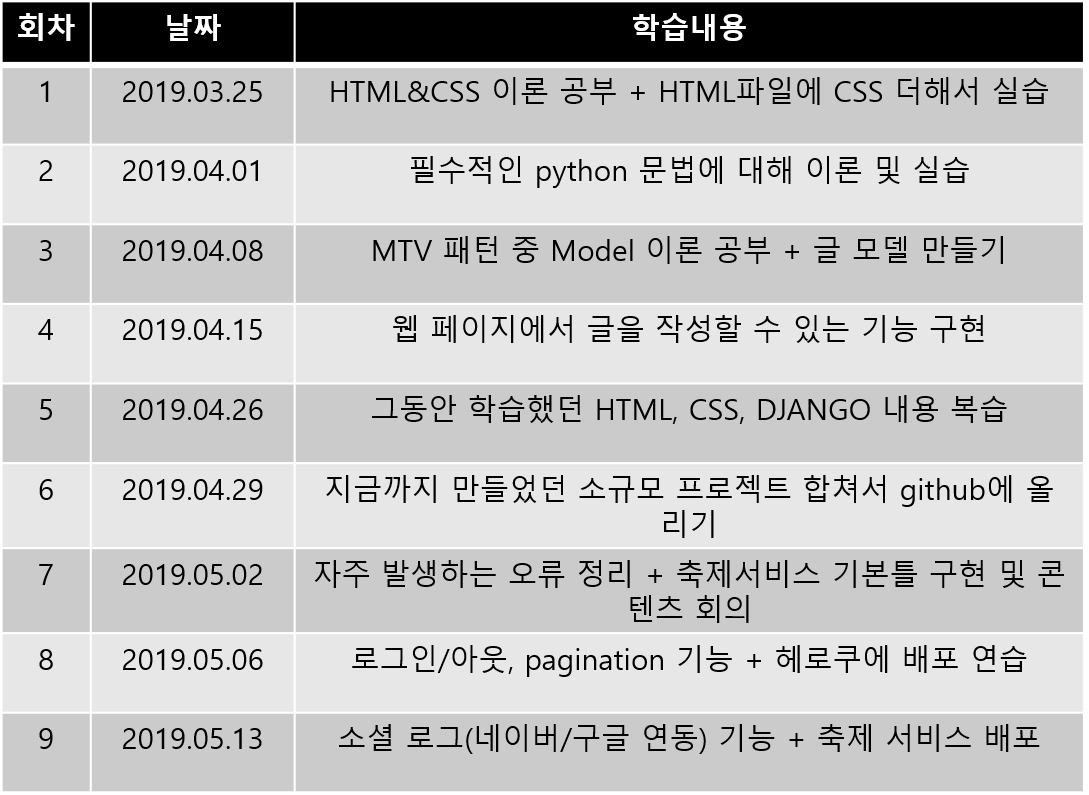 회차 날짜 학습내용
1 2019.03.25 HTML&CSS 이론 공부 + HTML파일에 CSS 더해서 실습
2 2019.04.01 필수적인 python 문법에 대해 이론 및 실습
3 2019.04.08 MTV 패턴 중 Model 이론 공부 + 글 모델 만들기
4 2019.04.15 웹 페이지에서 글을 작성할 수 있는 기능 구현
5 2019.04.26 그동안 학습했던 HTML, CSS, DJANGO 내용 복습
6 2019.04.29 지금까지 만들었던 소규모 프로젝트 합쳐서 github에 올
리기
7 2019.05.02 자주 발생하는 오류 정리 + 축제서비스 기본틀 구현 및 콘
텐츠 회의
8 2019.05.06 로그인/아웃, pagination 기능 + 헤로쿠에 배포 연습
9 2019.05.13 소셜 로그(네이버/구글 연동) 기능 + 축제 서비스 배포